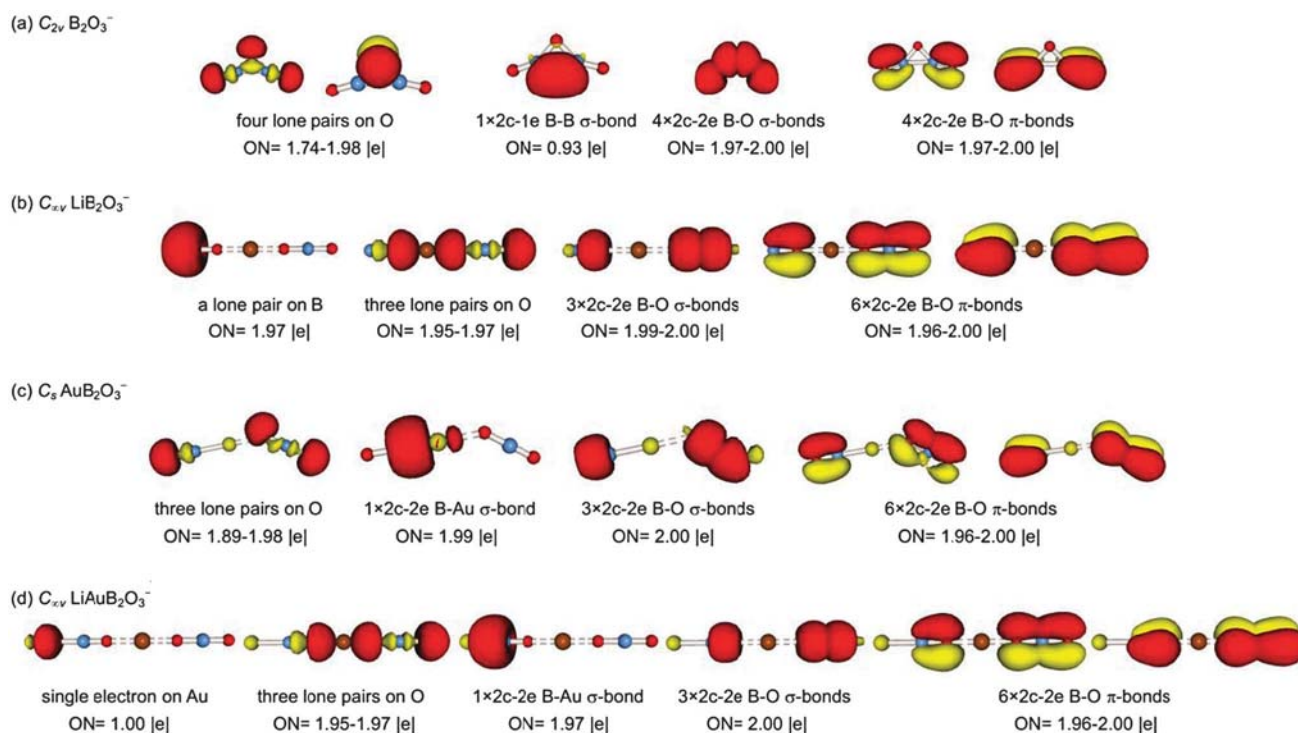 (a) C2v B2O3−
four lone pairs on O 1×2c-1e B-B σ-bond 4×2c-2e B-O σ-bonds 4×2c-2e B-O π-bonds
ON= 1.74-1.98 |e| ON= 0.93 |e| ON= 1.97-2.00 |e| ON= 1.97-2.00 |e|
(b) C∞v LiB2O3−
a lone pair on B three lone pairs on O 3×2c-2e B-O σ-bonds 6×2c-2e B-O π-bonds
ON= 1.97 |e| ON= 1.95-1.97 |e| ON= 1.99-2.00 |e| ON= 1.96-2.00 |e|
(c) Cs AuB2O3−
three lone pairs on O 1×2c-2e B-Au σ-bond 3×2c-2e B-O σ-bonds 6×2c-2e B-O π-bonds
ON= 1.89-1.98 |e| ON= 1.99 |e| ON= 2.00 |e| ON= 1.96-2.00 |e|
(d) C∞v LiAuB2O3−
single electron on Au three lone pairs on O 1×2c-2e B-Au σ-bond 3×2c-2e B-O σ-bonds 6×2c-2e B-O π-bonds
ON= 1.00 |e| ON= 1.95-1.97 |e| ON= 1.97 |e| ON= 2.00 |e| ON= 1.96-2.00 |e|